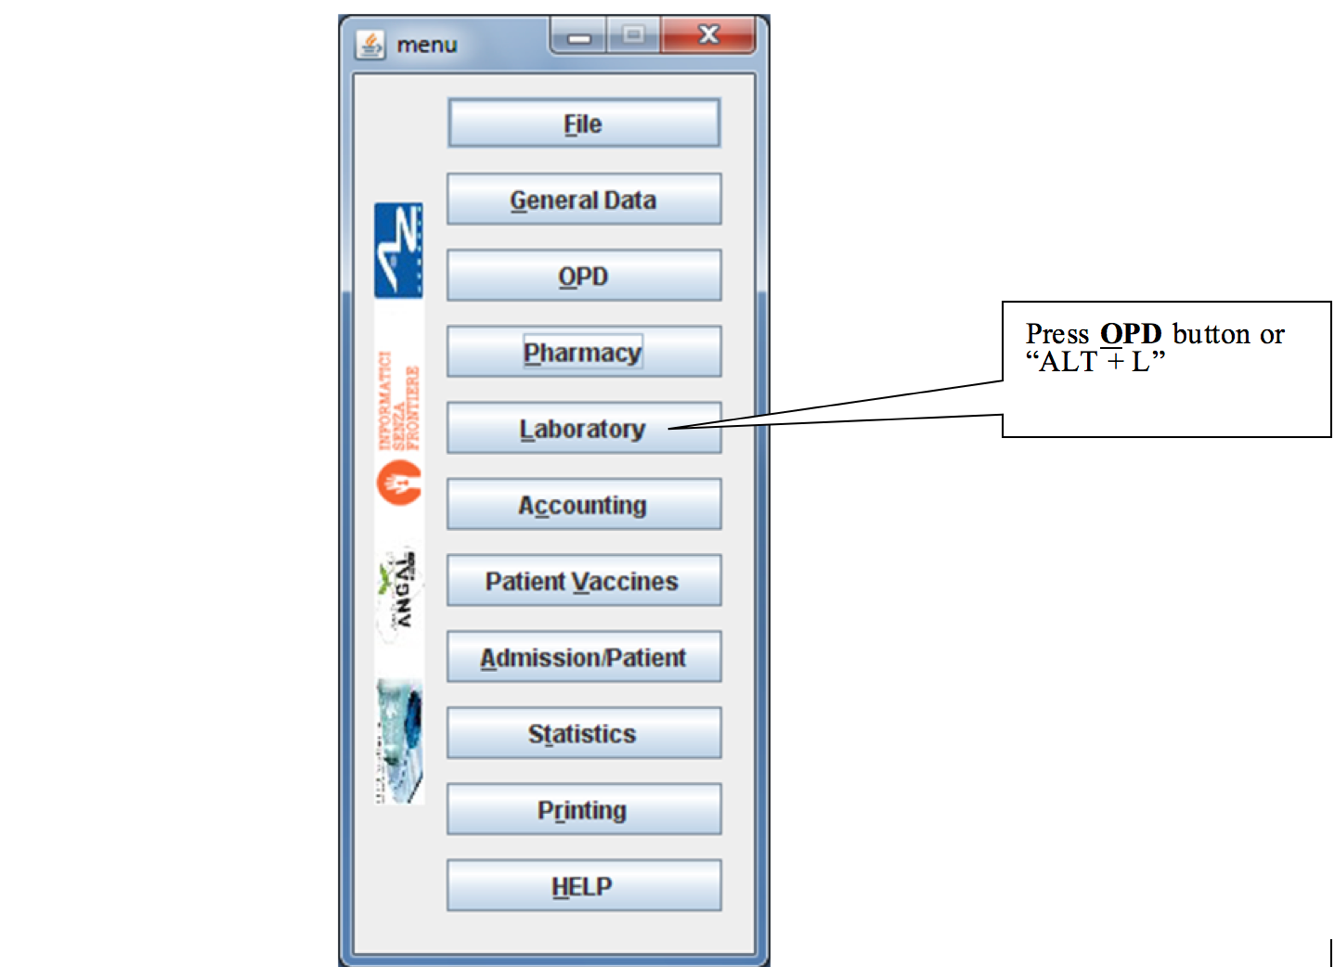 menu
File
General Data
OPD
Pharmacy
Laboratory
Accounting
Patient Vaccines
Admission/Patient
Statistics
Printing
HELP
INFORMATICI
SENZA
FRONTIERE
ANGAL
Press OPD button or
“ALT + L”